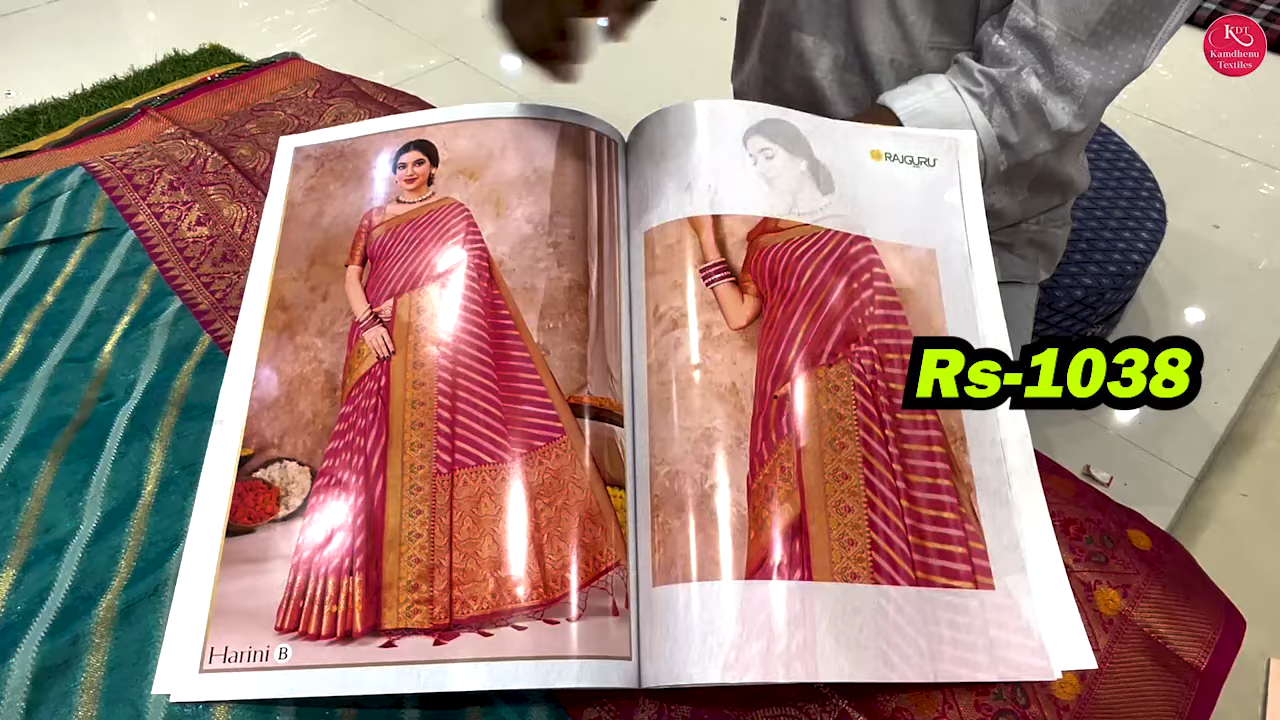 KDT
Kamdhenu
Textiles
RAJGURU
Rs-1038
Harini B